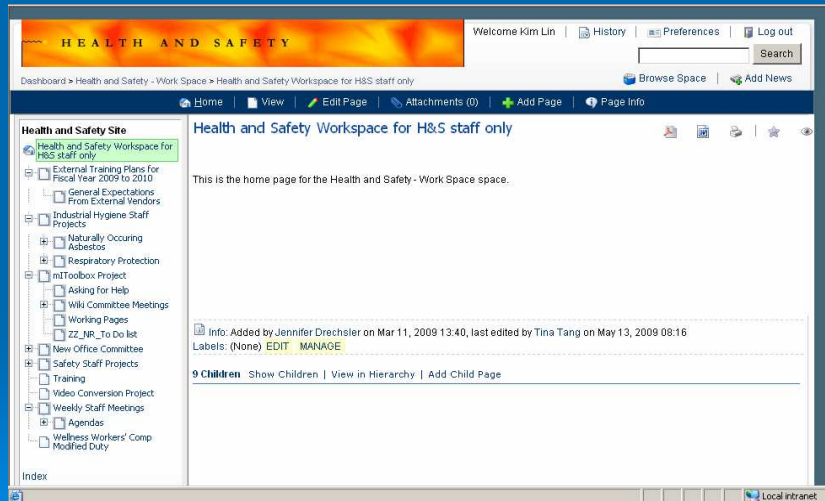 HEALTH AND SAFETY
Welcome Kim Lin | History | Preferences | Log out
Search
Dashboard > Health and Safety - Work Space > Health and Safety Workspace for H&S staff only
Browse Space | Add News
Home | View | Edit Page | Attachments (0) | Add Page | Page Info
Health and Safety Site
Health and Safety Workspace for
H&S staff only
External Training Plans for
Fiscal Year 2009 to 2010
General Expectations
From External Vendors
Industrial Hygiene Staff
Projects
Naturally Occuring
Asbestos
Respiratory Protection
mIToolbox Project
Asking for Help
Wiki Committee Meetings
Working Pages
ZZ_NR_To Do list
New Office Committee
Safety Staff Projects
Training
Video Conversion Project
Weekly Staff Meetings
Agendas
Wellness Workers' Comp
Modified Duty
Index
Health and Safety Workspace for H&S staff only
This is the home page for the Health and Safety - Work Space space.
Info: Added by Jennifer Drechsler on Mar 11, 2009 13:40, last edited by Tina Tang on May 13, 2009 08:16
Labels: (None) EDIT MANAGE
9 Children Show Children | View in Hierarchy | Add Child Page
Local intranet